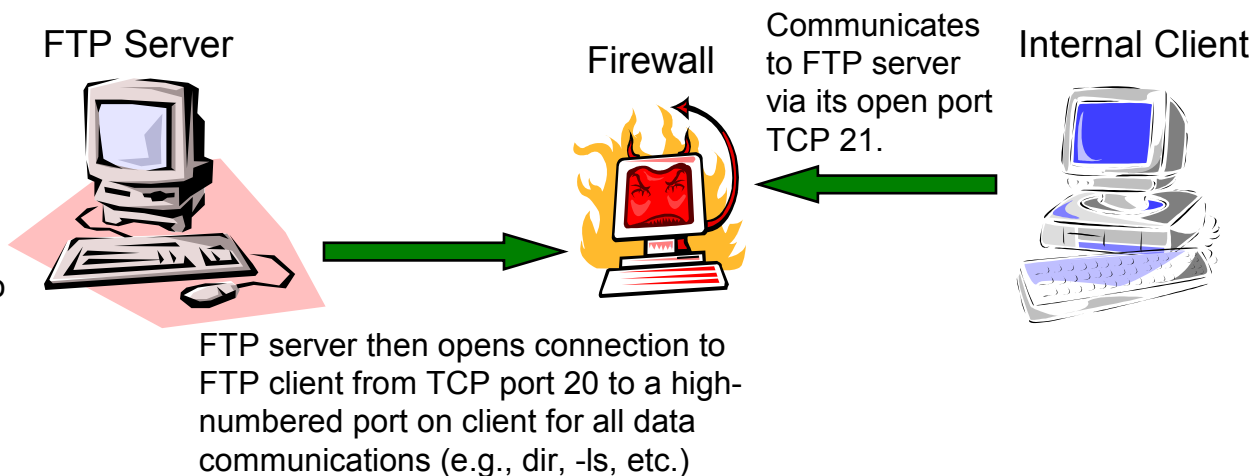 FTP Server
Firewall
Communicates
to FTP server
via its open port
TCP 21.
Internal Client
FTP server then opens connection to
FTP client from TCP port 20 to a high-
numbered port on client for all data
communications (e.g., dir, -ls, etc.)